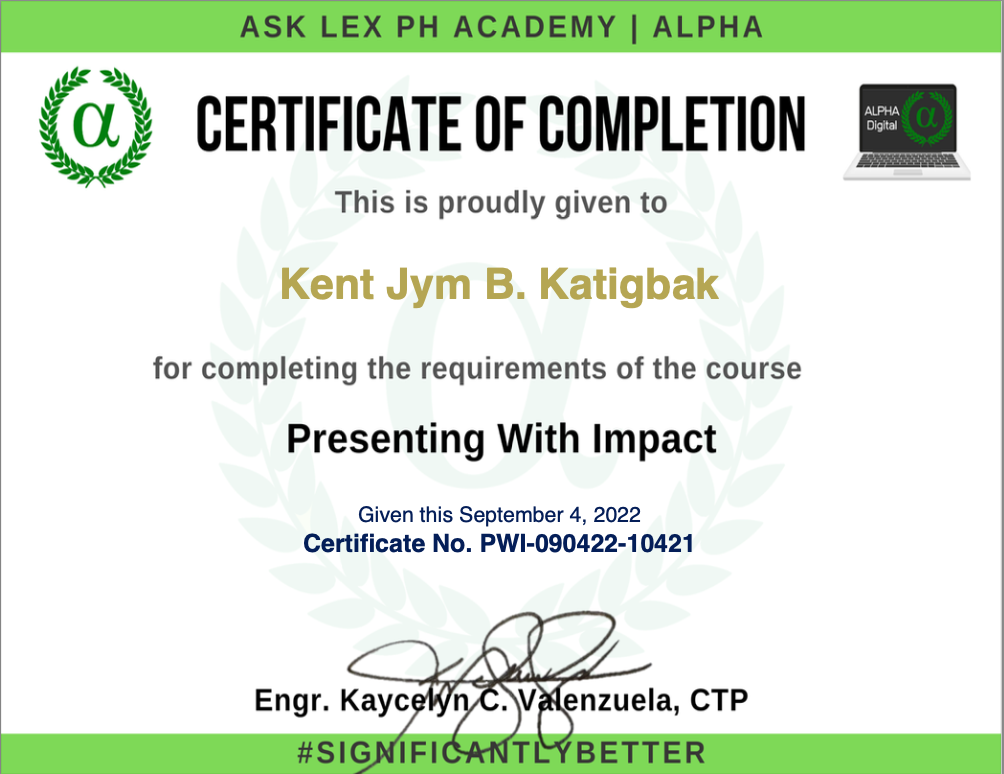 ASK LEX PH ACADEMY | ALPHA
α
CERTIFICATE OF COMPLETION
ALPHA
Digital
α
This is proudly given to
Kent Jym B. Katigbak
for completing the requirements of the course
Presenting With Impact
Given this September 4, 2022
Certificate No. PWI-090422-10421
Engr. Kaycelyn C. Valenzuela, CTP
#SIGNIFICANTLYBETTER